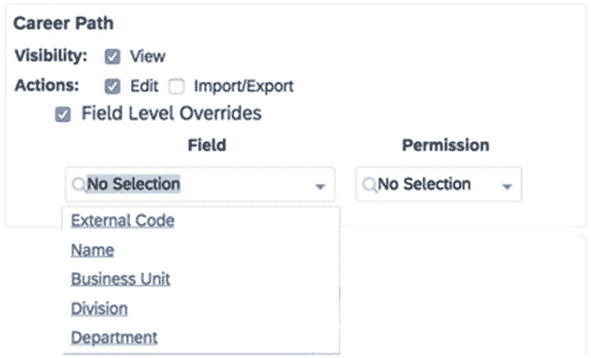 Career Path
Visibility: View
Actions: Edit Import/Export
Field Level Overrides
Field Permission
No Selection No Selection
External Code
Name
Business Unit
Division
Department